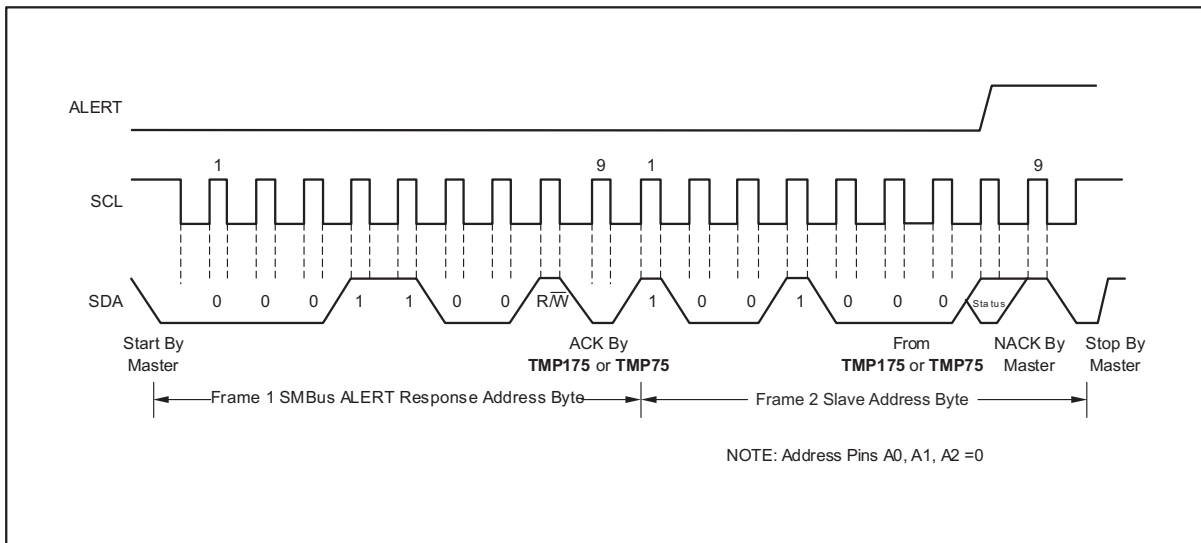 ALERT
1 9 1 9
SCL
SDA 0 0 0 1 1 0 0 R/W̅ 1 0 0 1 0 0 0 Status
Start By
Master
ACK By
TMP175 or TMP75
From
TMP175 or TMP75
NACK By
Master
Stop By
Master
Frame 1 SMBus ALERT Response Address Byte
Frame 2 Slave Address Byte
NOTE: Address Pins A0, A1, A2 =0